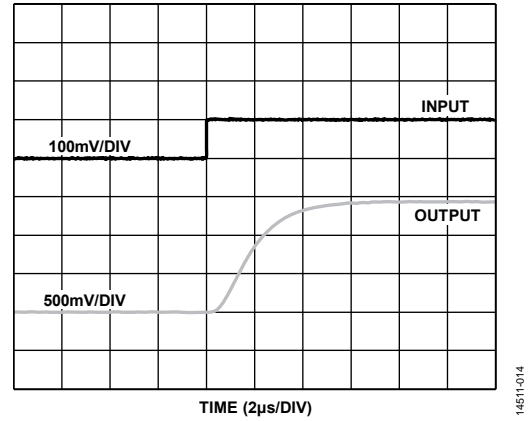 INPUT
100mV/DIV
OUTPUT
500mV/DIV
TIME (2µs/DIV)
14511-014